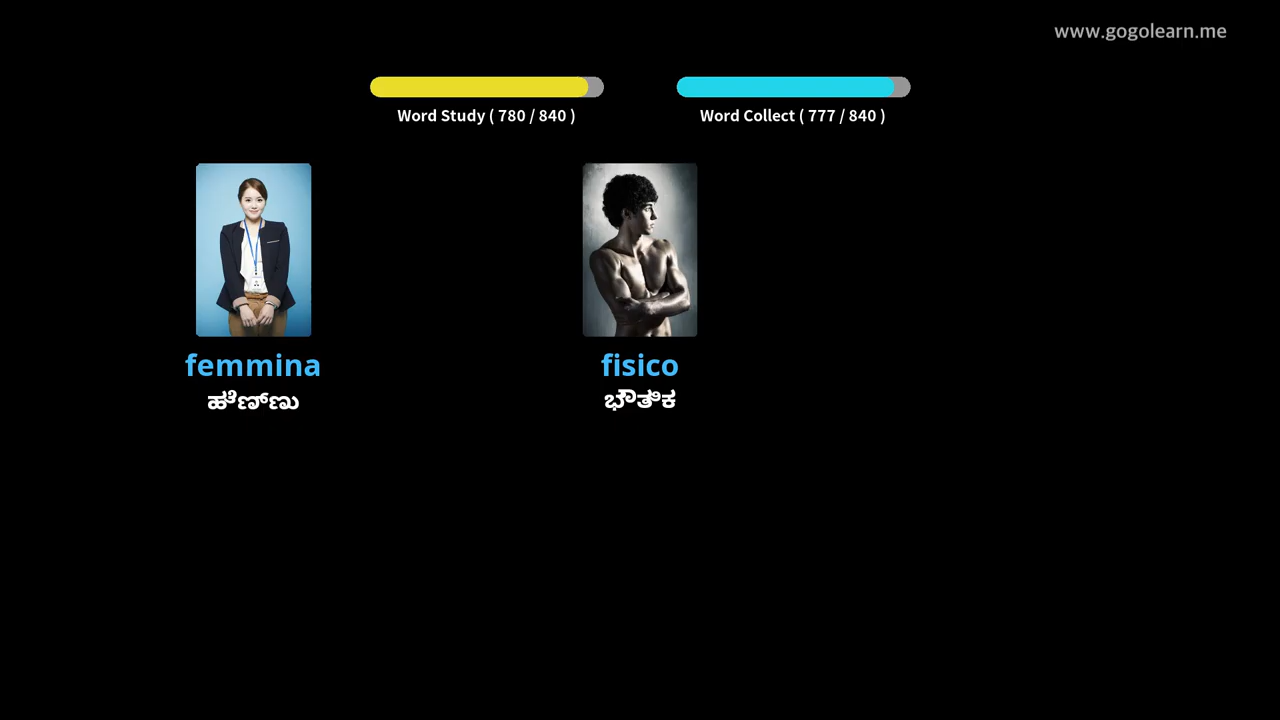 www.gogolearn.me
Word Study ( 780 / 840 )
Word Collect ( 777 / 840 )
femmina
fisico
ಹೆಣ್ಣು
ಭೌತಿಕ